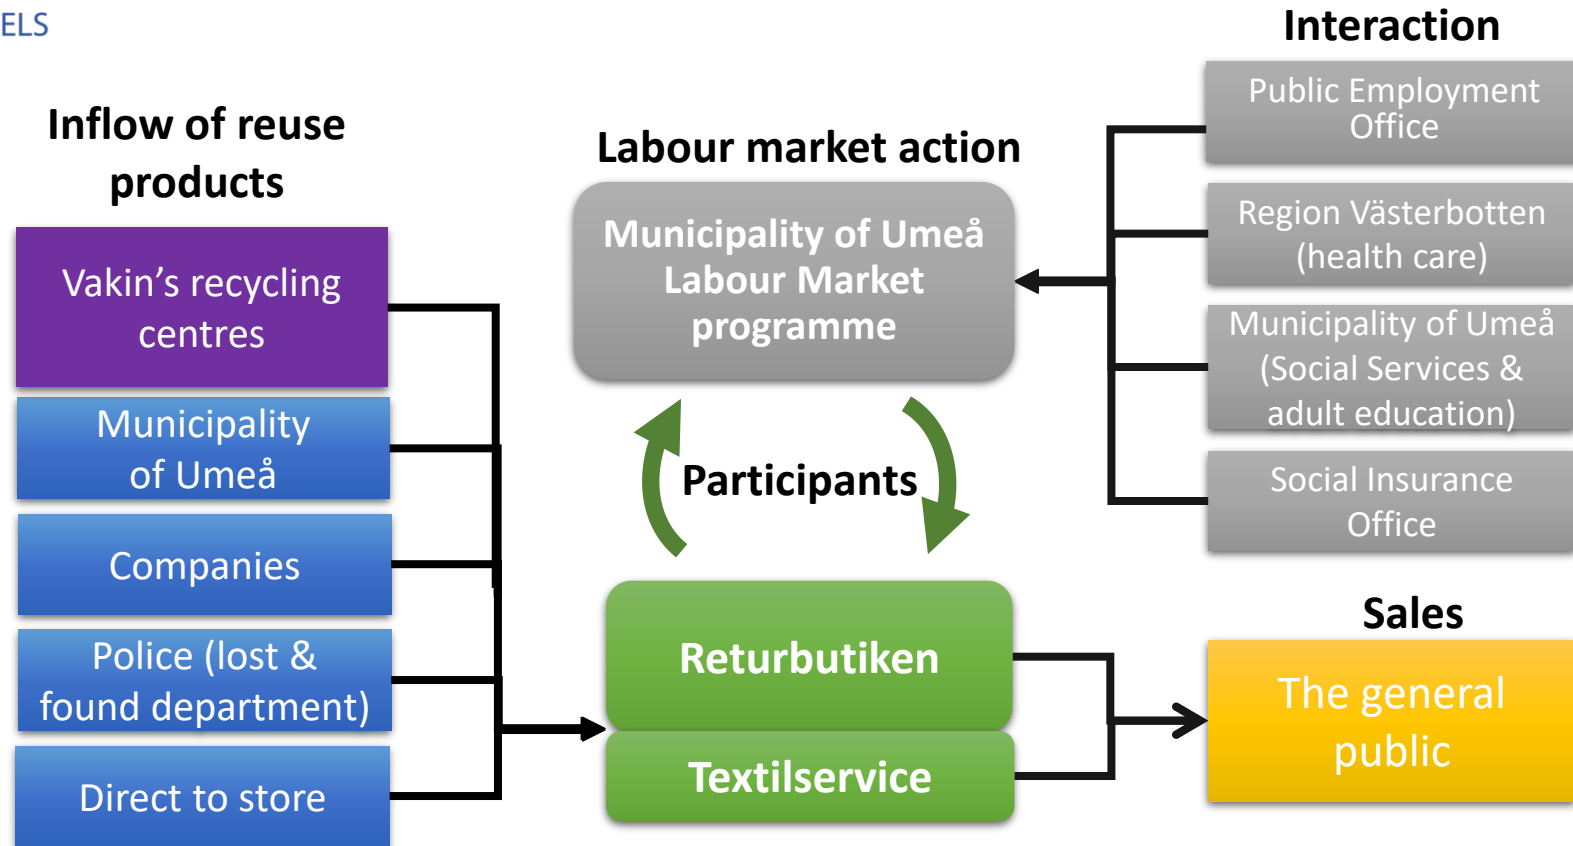 ELS
Inflow of reuse
products
Vakin’s recycling
centres
Municipality
of Umeå
Companies
Police (lost &
found department)
Direct to store
Labour market action
Municipality of Umeå
Labour Market
programme
Participants
Returbutiken
Textilservice
Interaction
Public Employment
Office
Region Västerbotten
(health care)
Municipality of Umeå
(Social Services &
adult education)
Social Insurance
Office
Sales
The general
public